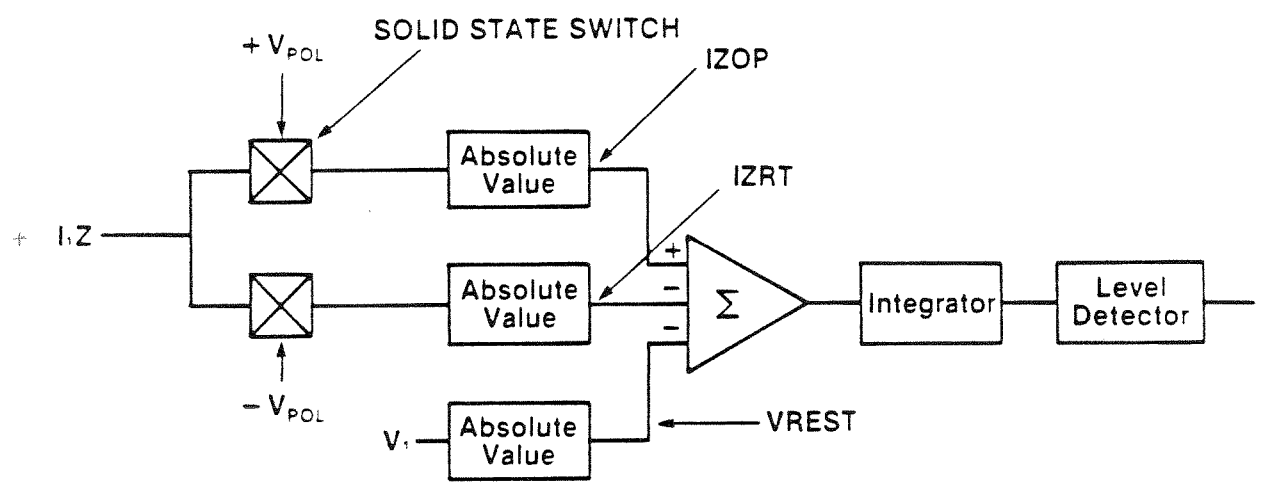 SOLID STATE SWITCH
+ V_POL
IZOP
Absolute
Value
IZRT
+ I₁Z
+
−
−
Σ
Absolute
Value
Integrator
Level
Detector
− V_POL
V₁
Absolute
Value
VREST